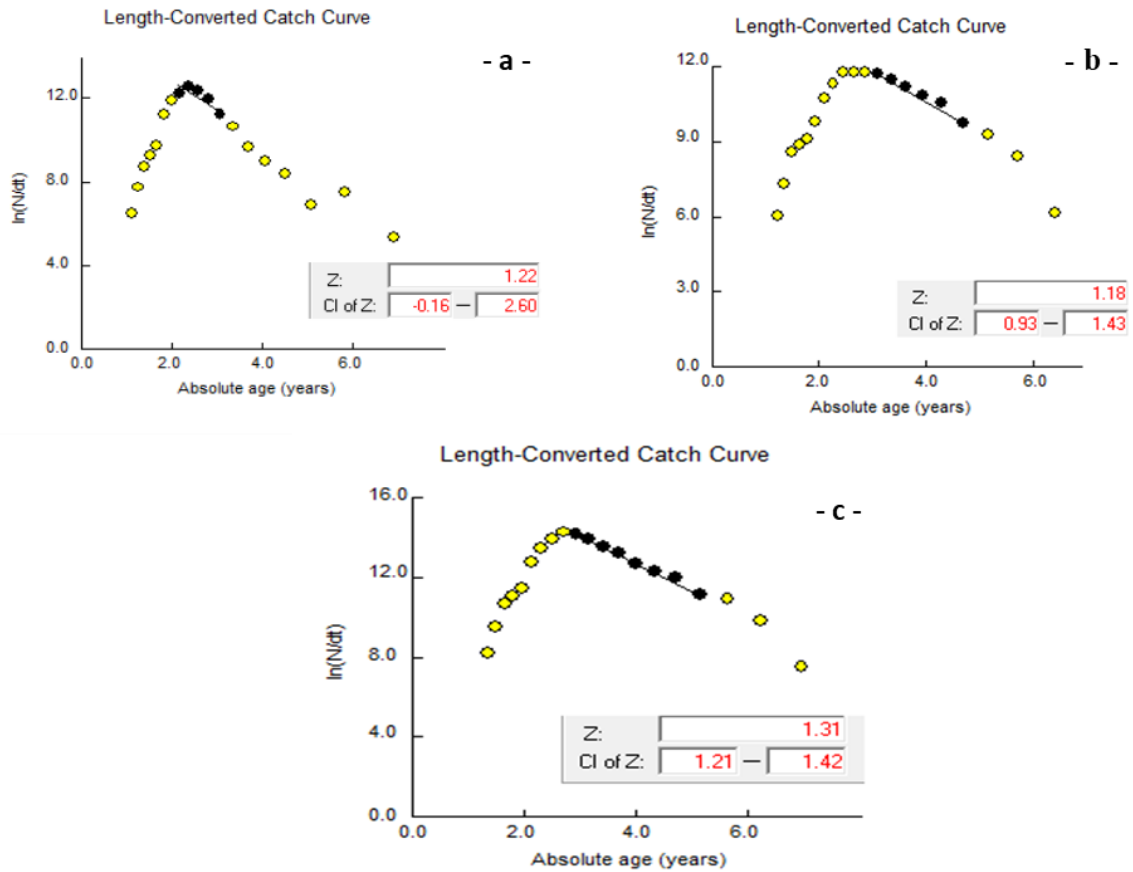 Length-Converted Catch Curve
- a -
12.0
8.0
4.0
0.0
ln(N/dt)
0.0 2.0 4.0 6.0
Absolute age (years)
Z: 1.22
CI of Z: -0.16 — 2.60
Length-Converted Catch Curve
- b -
12.0
9.0
6.0
3.0
0.0
ln(N/dt)
0.0 2.0 4.0 6.0
Absolute age (years)
Z: 1.18
CI of Z: 0.93 — 1.43
Length-Converted Catch Curve
- c -
16.0
12.0
8.0
4.0
0.0
ln(N/dt)
0.0 2.0 4.0 6.0
Absolute age (years)
Z: 1.31
CI of Z: 1.21 — 1.42